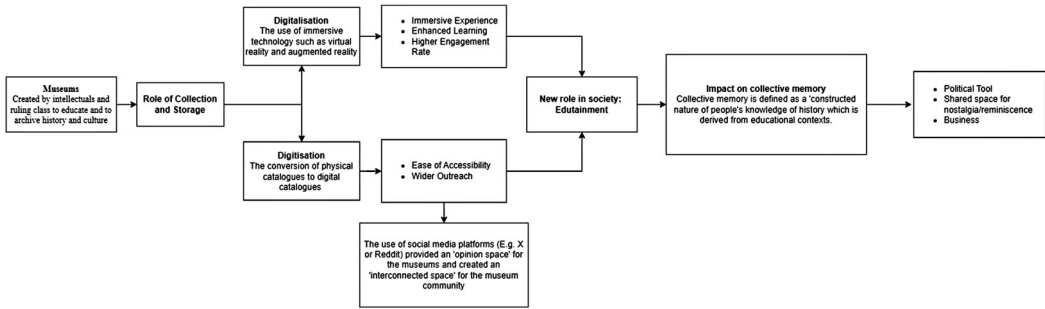 Museums
Created by intellectuals and
ruling class to educate and to
archive history and culture
Role of Collection
and Storage
Digitalisation
The use of immersive
technology such as virtual
reality and augmented reality
Immersive Experience
Enhanced Learning
Higher Engagement
Rate
Digitisation
The conversion of physical
catalogues to digital
catalogues
Ease of Accessibility
Wider Outreach
The use of social media platforms (E.g. X
or Reddit) provided an 'opinion space' for
the museums and created an
'interconnected space' for the museum
community
New role in society:
Edutainment
Impact on collective memory
Collective memory is defined as a 'constructed
nature of people's knowledge of history which is
derived from educational contexts.
Political Tool
Shared space for
nostalgia/reminiscence
Business